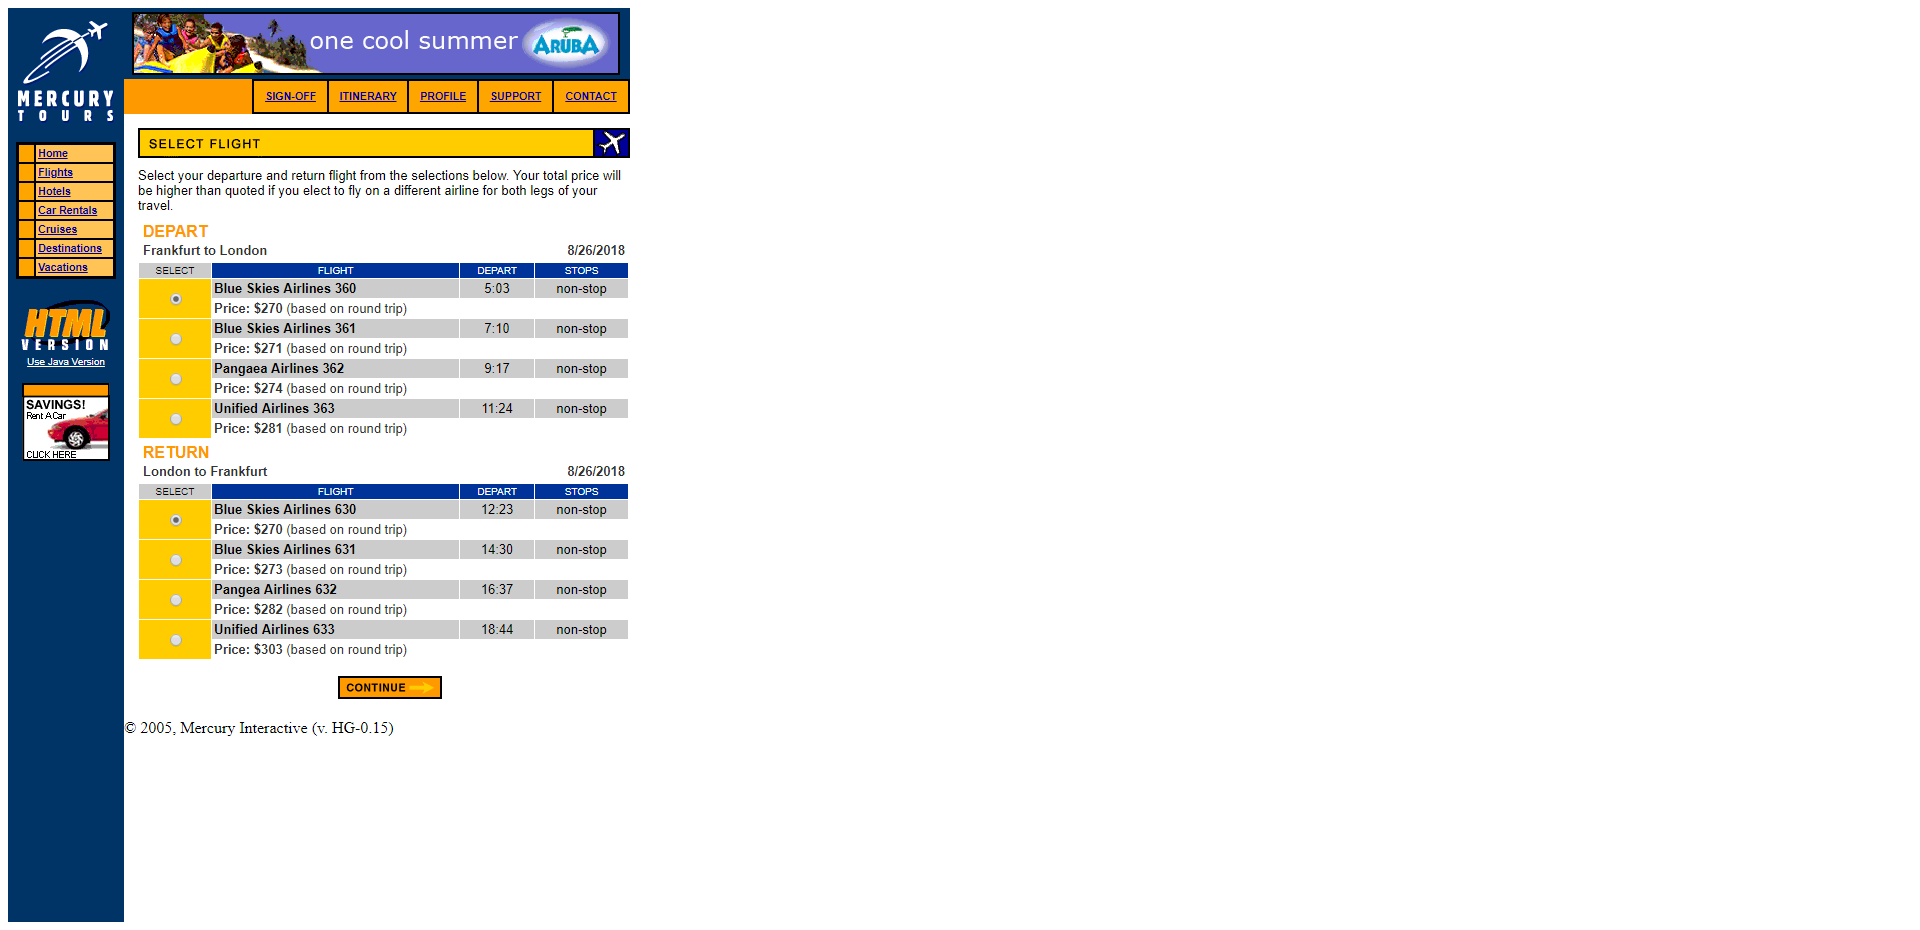 one cool summer ARUBA
MERCURY
TOURS
SIGN-OFF ITINERARY PROFILE SUPPORT CONTACT
Home
Flights
Hotels
Car Rentals
Cruises
Destinations
Vacations
HTML
VERSION
Use Java Version
SAVINGS!
Rent A Car
CLICK HERE
SELECT FLIGHT
Select your departure and return flight from the selections below. Your total price will
be higher than quoted if you elect to fly on a different airline for both legs of your
travel.
DEPART
Frankfurt to London 8/26/2018
SELECT FLIGHT DEPART STOPS
Blue Skies Airlines 360 5:03 non-stop
Price: $270 (based on round trip)
Blue Skies Airlines 361 7:10 non-stop
Price: $271 (based on round trip)
Pangaea Airlines 362 9:17 non-stop
Price: $274 (based on round trip)
Unified Airlines 363 11:24 non-stop
Price: $281 (based on round trip)
RETURN
London to Frankfurt 8/26/2018
SELECT FLIGHT DEPART STOPS
Blue Skies Airlines 630 12:23 non-stop
Price: $270 (based on round trip)
Blue Skies Airlines 631 14:30 non-stop
Price: $273 (based on round trip)
Pangea Airlines 632 16:37 non-stop
Price: $282 (based on round trip)
Unified Airlines 633 18:44 non-stop
Price: $303 (based on round trip)
CONTINUE
© 2005, Mercury Interactive (v. HG-0.15)